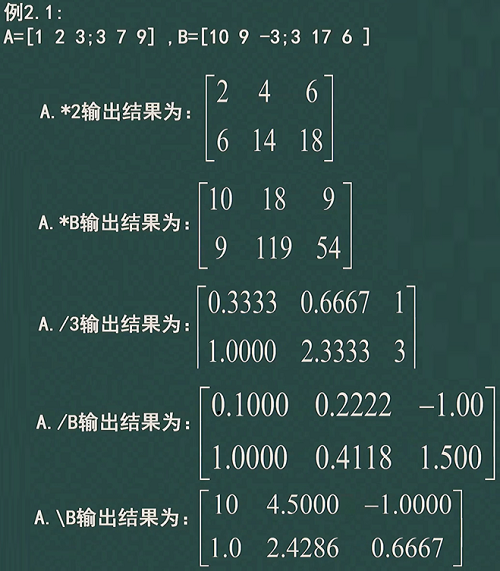 例2.1:
A=[1 2 3;3 7 9] ,B=[10 9 -3;3 17 6 ]
A.*2输出结果为:
2 4 6
6 14 18
A.*B输出结果为:
10 18 9
9 119 54
A./3输出结果为:
0.3333 0.6667 1
1.0000 2.3333 3
A./B输出结果为:
0.1000 0.2222 −1.00
1.0000 0.4118 1.500
A.\B输出结果为:
10 4.5000 −1.0000
1.0 2.4286 0.6667